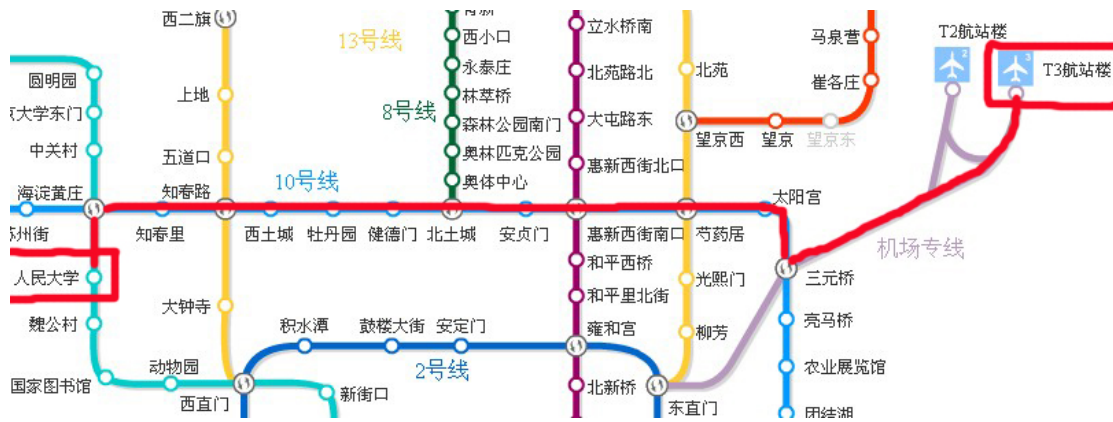 西二旗
13号线
上地
五道口
知春路
圆明园
京大学东门
中关村
海淀黄庄
苏州街
知春里
人民大学
魏公村
国家图书馆
动物园
西直门
新街口
大钟寺
积水潭
鼓楼大街
安定门
2号线
10号线
西土城
牡丹园
健德门
北土城
安贞门
惠新西街南口
芍药居
太阳宫
8号线
西小口
永泰庄
林萃桥
森林公园南门
奥林匹克公园
奥体中心
立水桥南
北苑路北
大屯路东
惠新西街北口
和平西桥
和平里北街
雍和宫
北新桥
北苑
望京西
望京
望京东
马泉营
崔各庄
光熙门
柳芳
东直门
三元桥
亮马桥
农业展览馆
团结湖
机场专线
T2航站楼
2
T3航站楼
3